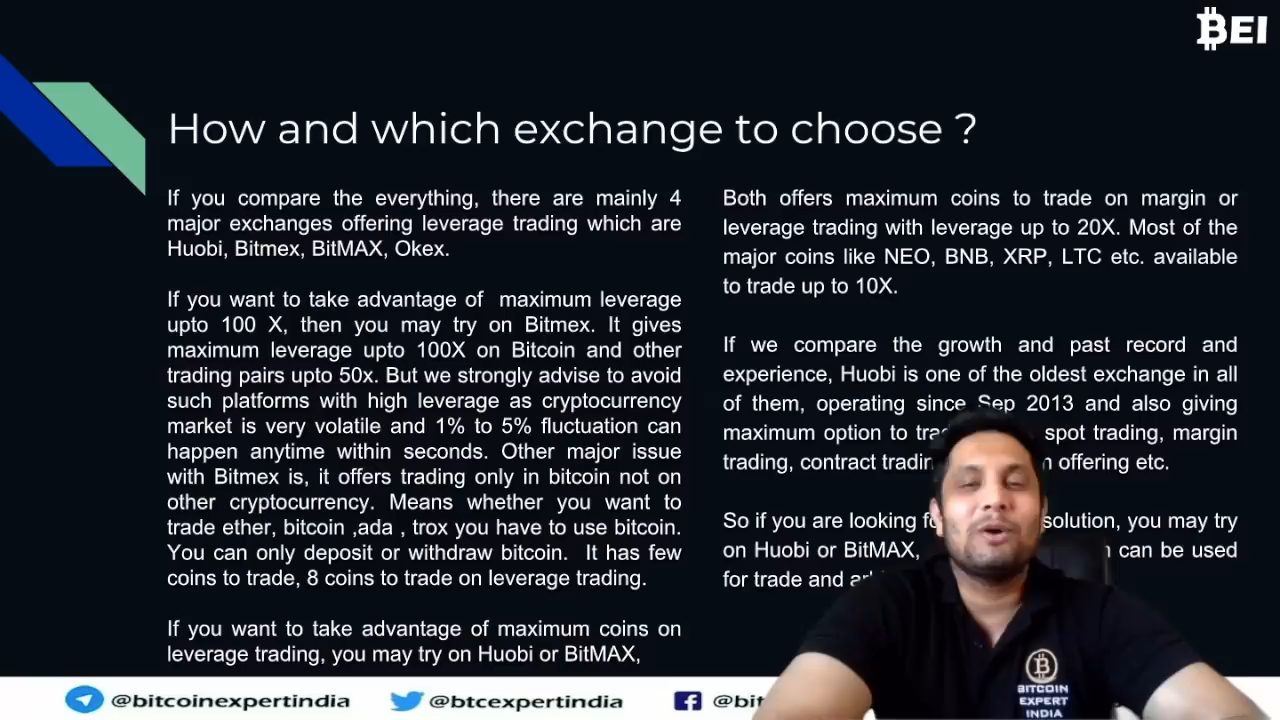 BEI
How and which exchange to choose ?
If you compare the everything, there are mainly 4
major exchanges offering leverage trading which are
Huobi, Bitmex, BitMAX, Okex.
If you want to take advantage of maximum leverage
upto 100 X, then you may try on Bitmex. It gives
maximum leverage upto 100X on Bitcoin and other
trading pairs upto 50x. But we strongly advise to avoid
such platforms with high leverage as cryptocurrency
market is very volatile and 1% to 5% fluctuation can
happen anytime within seconds. Other major issue
with Bitmex is, it offers trading only in bitcoin not on
other cryptocurrency. Means whether you want to
trade ether, bitcoin ,ada , trox you have to use bitcoin.
You can only deposit or withdraw bitcoin. It has few
coins to trade, 8 coins to trade on leverage trading.
If you want to take advantage of maximum coins on
leverage trading, you may try on Huobi or BitMAX,
Both offers maximum coins to trade on margin or
leverage trading with leverage up to 20X. Most of the
major coins like NEO, BNB, XRP, LTC etc. available
to trade up to 10X.
If we compare the growth and past record and
experience, Huobi is one of the oldest exchange in all
of them, operating since Sep 2013 and also giving
maximum option to spot trading, margin
trading, contract offering etc.
So if you are looking solution, you may try
on Huobi or BitMAX, can be used
for trade and
BITCOIN
EXPERT
INDIA
@bitcoinexpertindia @btcexpertindia